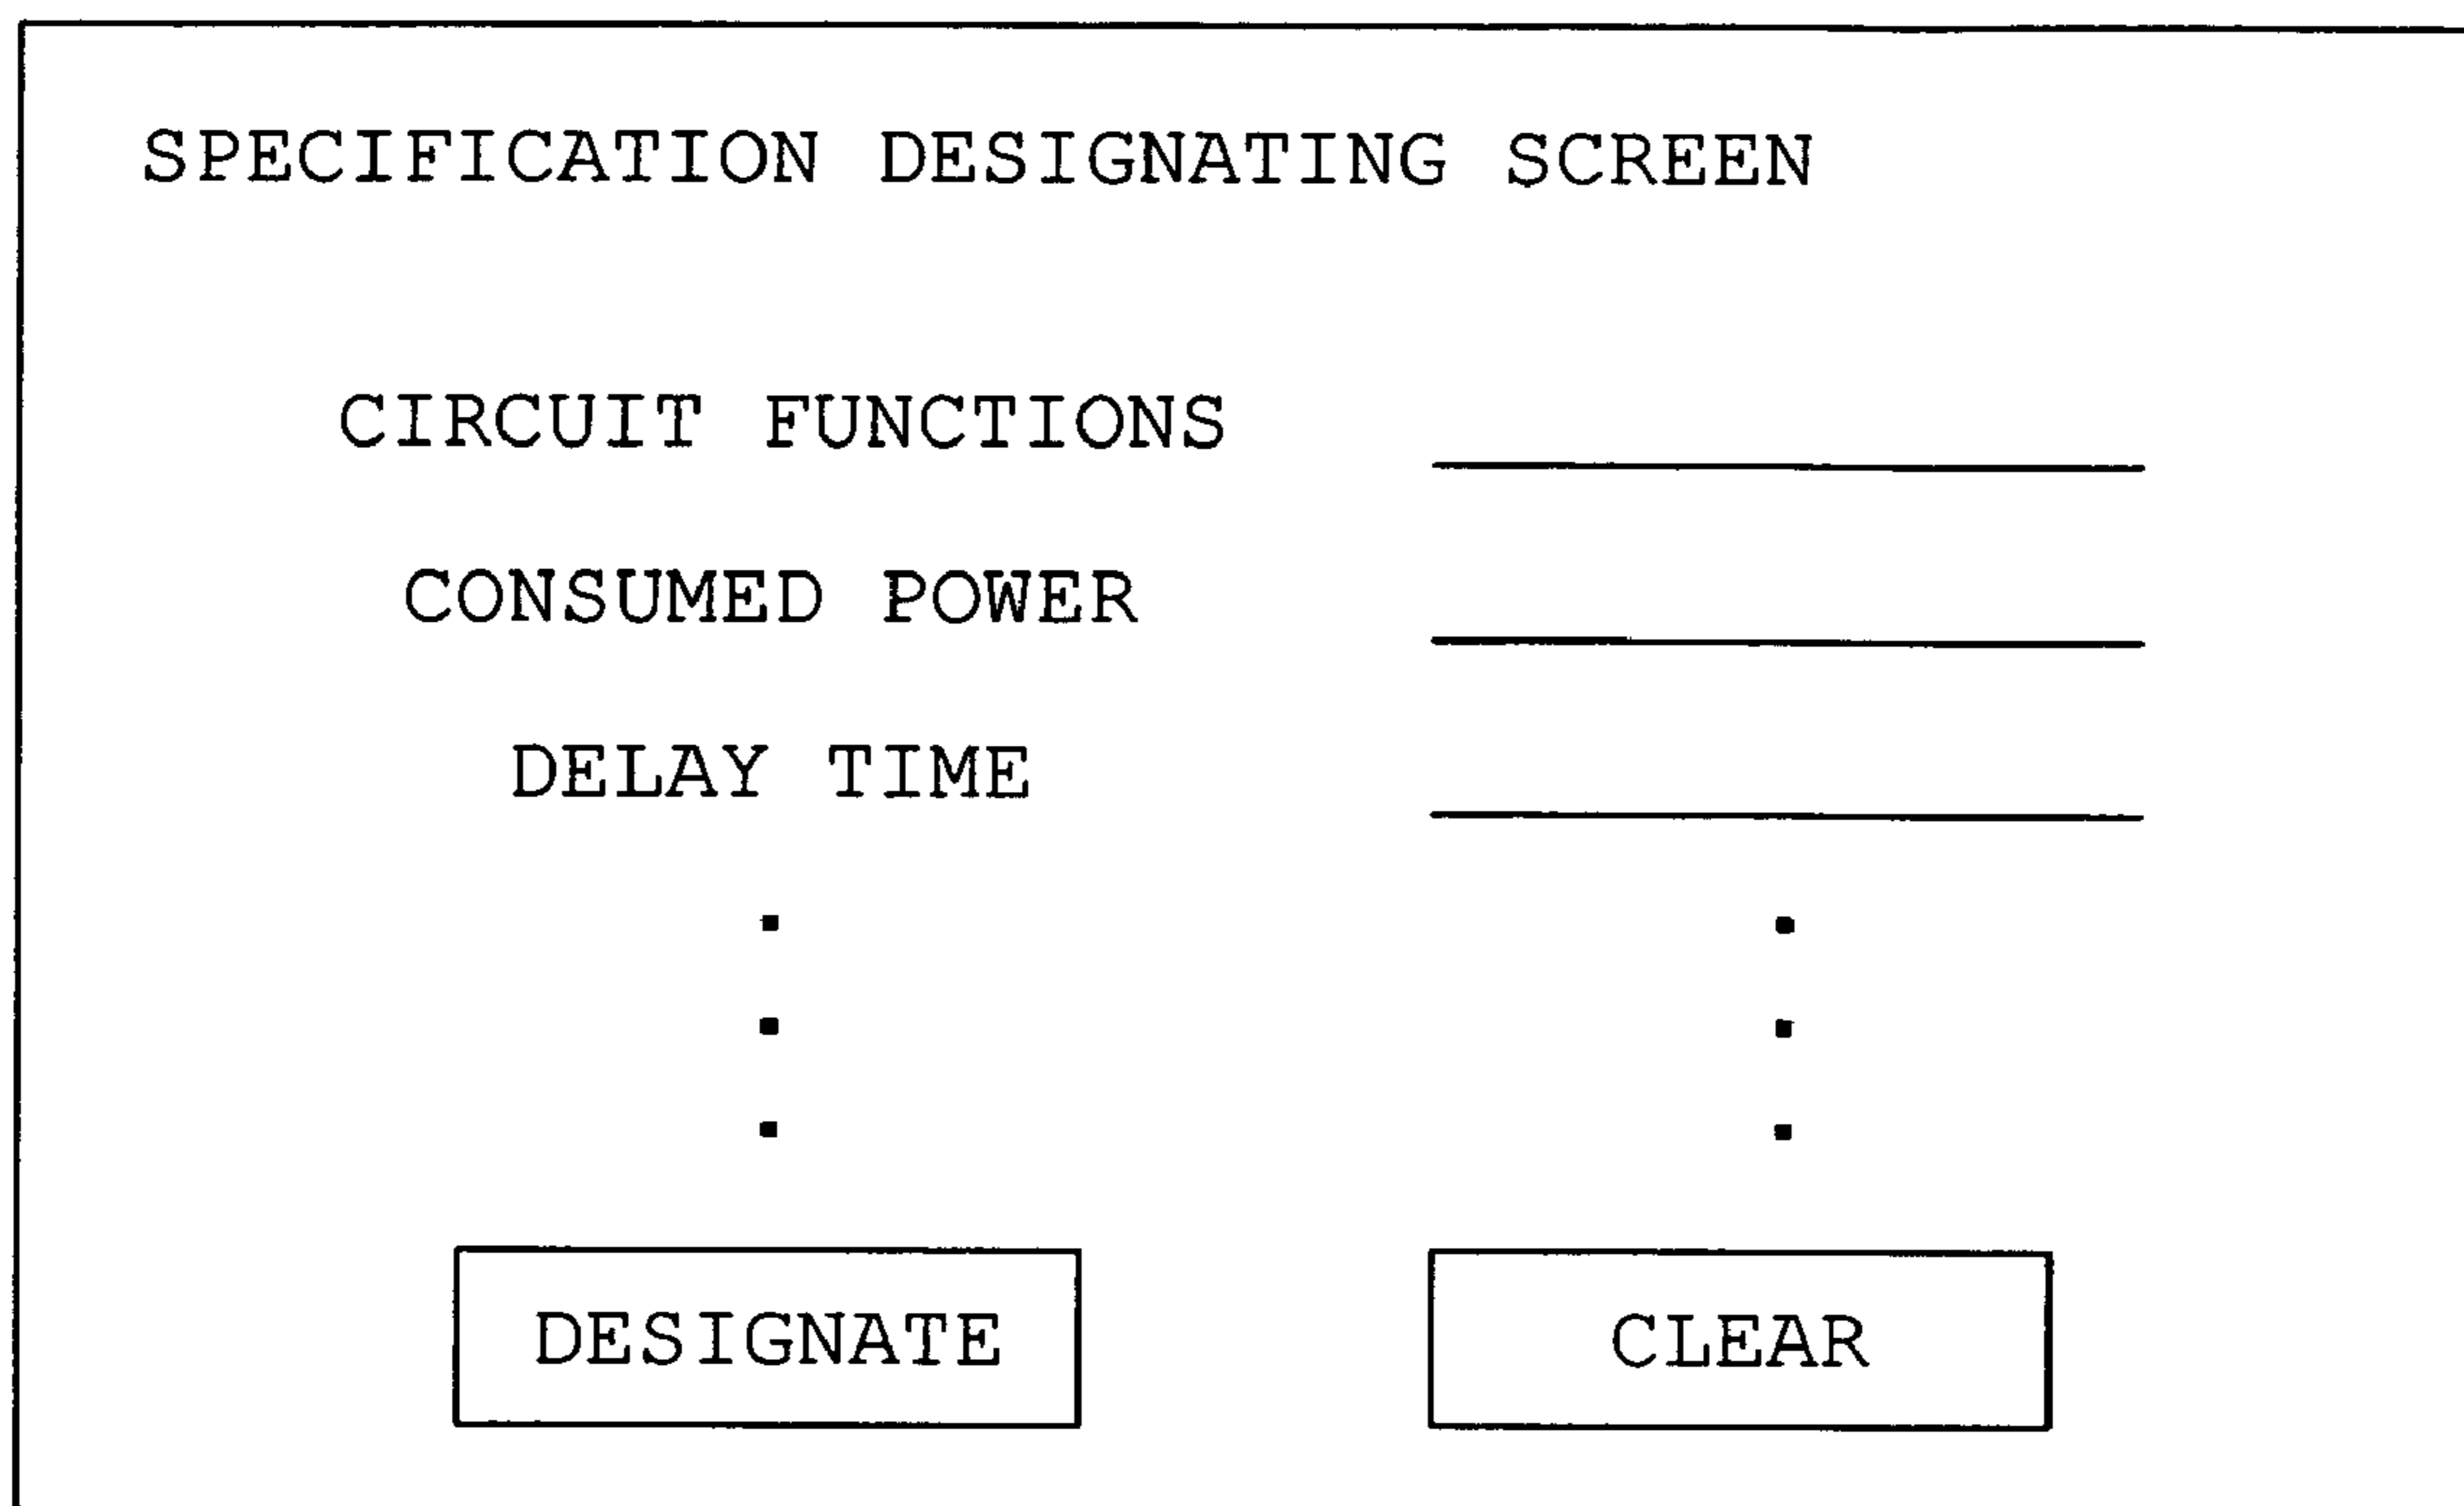 SPECIFICATION DESIGNATING SCREEN
CIRCUIT FUNCTIONS
CONSUMED POWER
DELAY TIME
DESIGNATE
CLEAR